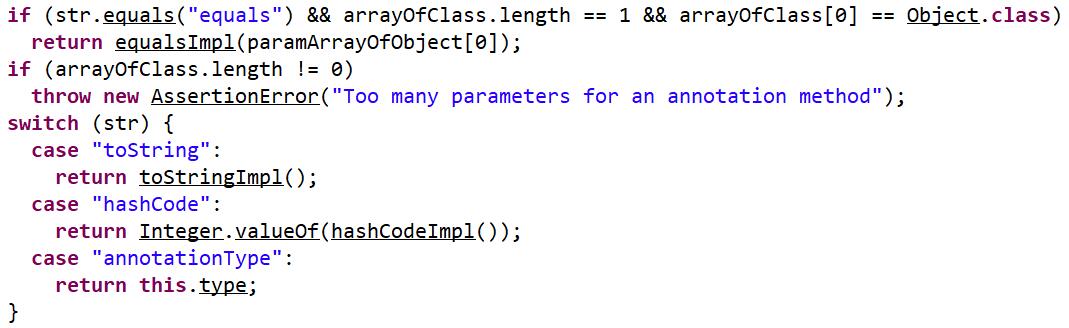 if (str.equals("equals") && arrayOfClass.length == 1 && arrayOfClass[0] == Object.class)
  return equalsImpl(paramArrayOfObject[0]);
if (arrayOfClass.length != 0)
  throw new AssertionError("Too many parameters for an annotation method");
switch (str) {
  case "toString":
    return toStringImpl();
  case "hashCode":
    return Integer.valueOf(hashCodeImpl());
  case "annotationType":
    return this.type;
}